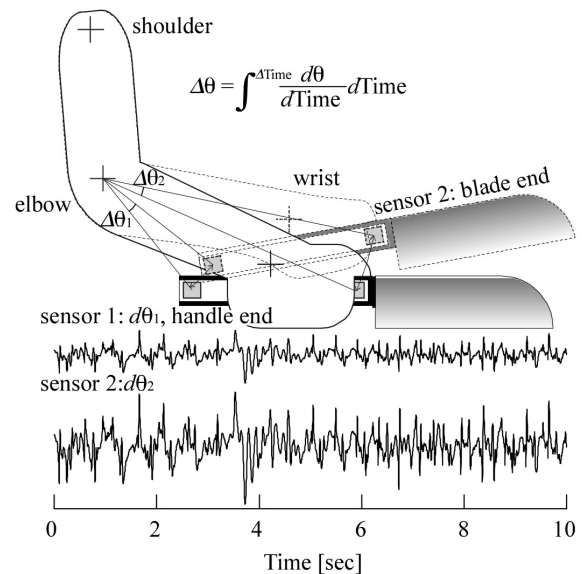 shoulder
Δθ = ∫^ΔTime dθ/dTime dTime
Δθ₂
wrist
sensor 2: blade end
elbow
Δθ₁
sensor 1: dθ₁, handle end
sensor 2:dθ₂
0 2 4 6 8 10
Time [sec]